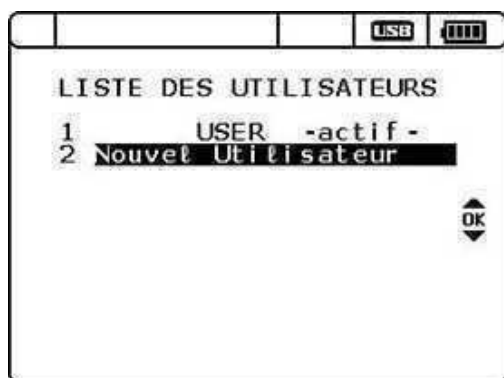 USB
LISTE DES UTILISATEURS
1 USER -actif-
2 Nouvel Utilisateur
OK